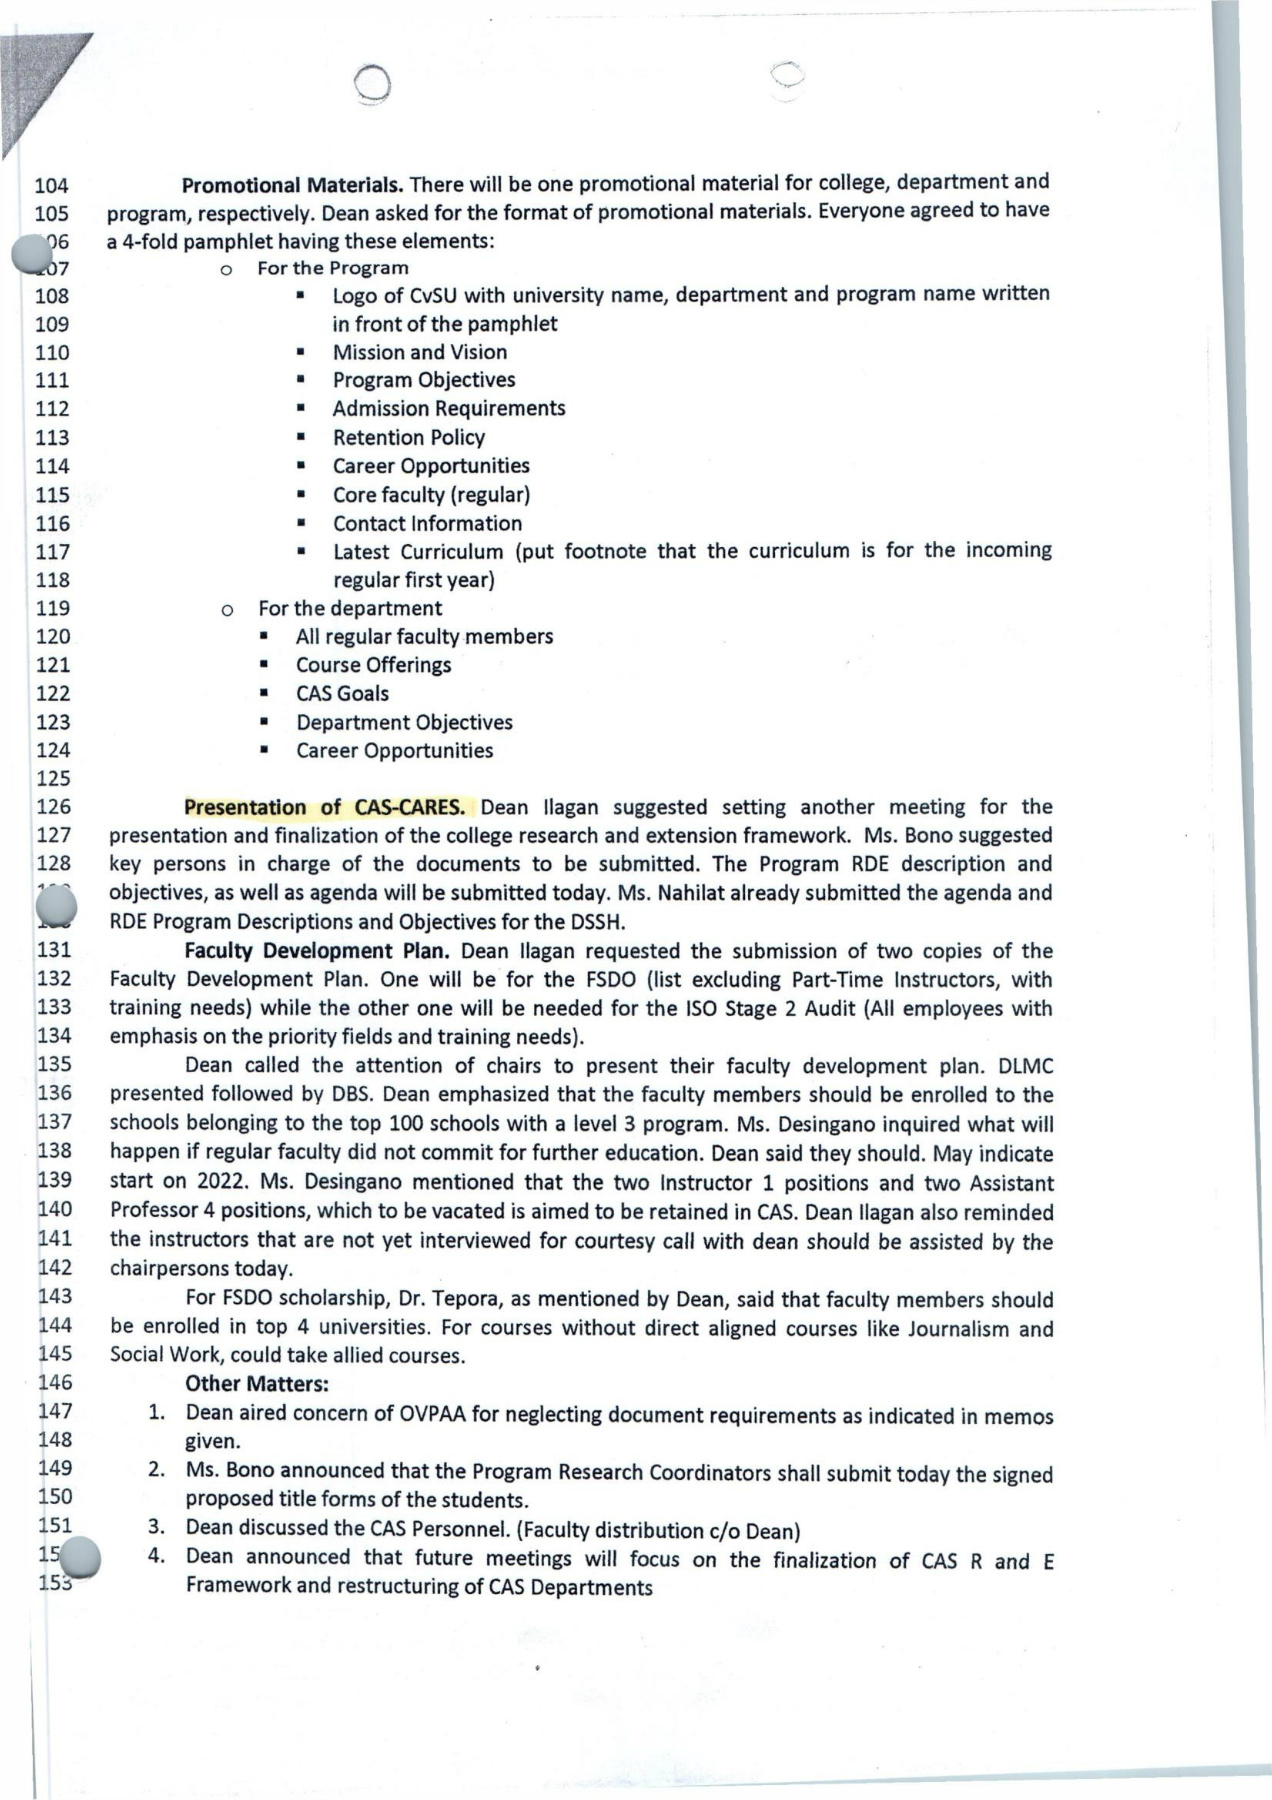 104 Promotional Materials. There will be one promotional material for college, department and
105 program, respectively. Dean asked for the format of promotional materials. Everyone agreed to have
06 a 4-fold pamphlet having these elements:
07 o For the Program
108 ▪ Logo of CvSU with university name, department and program name written
109 in front of the pamphlet
110 ▪ Mission and Vision
111 ▪ Program Objectives
112 ▪ Admission Requirements
113 ▪ Retention Policy
114 ▪ Career Opportunities
115 ▪ Core faculty (regular)
116 ▪ Contact Information
117 ▪ Latest Curriculum (put footnote that the curriculum is for the incoming
118 regular first year)
119 o For the department
120 ▪ All regular faculty members
121 ▪ Course Offerings
122 ▪ CAS Goals
123 ▪ Department Objectives
124 ▪ Career Opportunities
125
126 Presentation of CAS-CARES. Dean Ilagan suggested setting another meeting for the
127 presentation and finalization of the college research and extension framework. Ms. Bono suggested
128 key persons in charge of the documents to be submitted. The Program RDE description and
objectives, as well as agenda will be submitted today. Ms. Nahilat already submitted the agenda and
RDE Program Descriptions and Objectives for the DSSH.
131 Faculty Development Plan. Dean Ilagan requested the submission of two copies of the
132 Faculty Development Plan. One will be for the FSDO (list excluding Part-Time Instructors, with
133 training needs) while the other one will be needed for the ISO Stage 2 Audit (All employees with
134 emphasis on the priority fields and training needs).
135 Dean called the attention of chairs to present their faculty development plan. DLMC
136 presented followed by DBS. Dean emphasized that the faculty members should be enrolled to the
137 schools belonging to the top 100 schools with a level 3 program. Ms. Desingano inquired what will
138 happen if regular faculty did not commit for further education. Dean said they should. May indicate
139 start on 2022. Ms. Desingano mentioned that the two Instructor 1 positions and two Assistant
140 Professor 4 positions, which to be vacated is aimed to be retained in CAS. Dean Ilagan also reminded
141 the instructors that are not yet interviewed for courtesy call with dean should be assisted by the
142 chairpersons today.
143 For FSDO scholarship, Dr. Tepora, as mentioned by Dean, said that faculty members should
144 be enrolled in top 4 universities. For courses without direct aligned courses like Journalism and
145 Social Work, could take allied courses.
146 Other Matters:
147 1. Dean aired concern of OVPAA for neglecting document requirements as indicated in memos
148 given.
149 2. Ms. Bono announced that the Program Research Coordinators shall submit today the signed
150 proposed title forms of the students.
151 3. Dean discussed the CAS Personnel. (Faculty distribution c/o Dean)
15 4. Dean announced that future meetings will focus on the finalization of CAS R and E
153 Framework and restructuring of CAS Departments